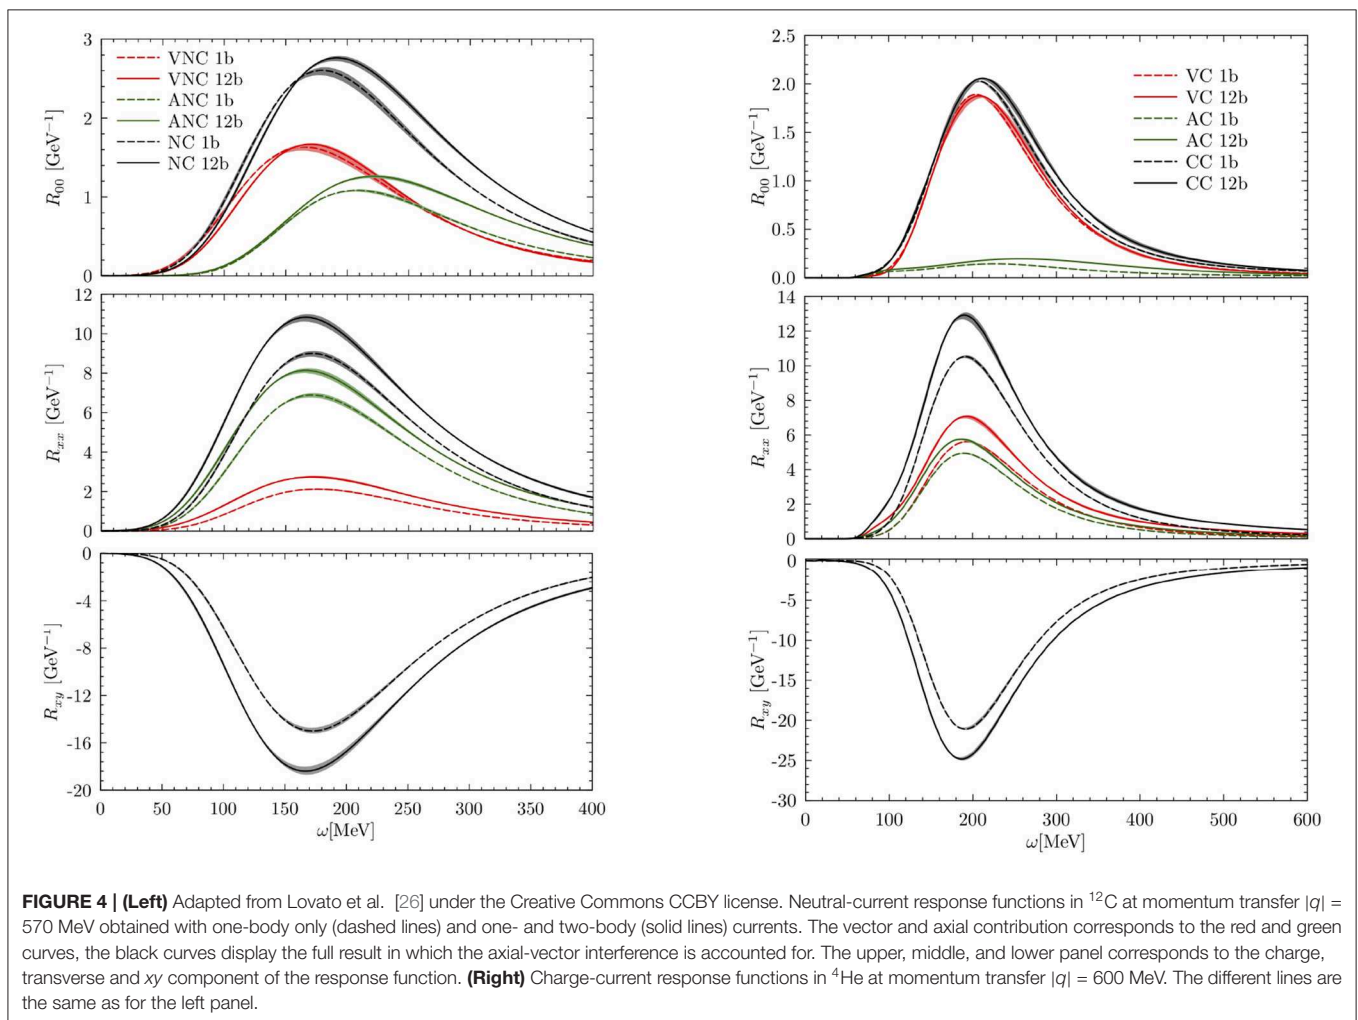 3
2
1
0
R₀₀ [GeV⁻¹]
VNC 1b
VNC 12b
ANC 1b
ANC 12b
NC 1b
NC 12b
12
10
8
6
4
2
0
R_xx [GeV⁻¹]
0
-4
-8
-12
-16
-20
R_xy [GeV⁻¹]
0 50 100 150 200 250 300 350 400
ω[MeV]
2.5
2.0
1.5
1.0
0.5
0.0
R₀₀ [GeV⁻¹]
VC 1b
VC 12b
AC 1b
AC 12b
CC 1b
CC 12b
14
12
10
8
6
4
2
0
R_xx [GeV⁻¹]
0
-5
-10
-15
-20
-25
-30
R_xy [GeV⁻¹]
0 100 200 300 400 500 600
ω[MeV]
FIGURE 4 | (Left) Adapted from Lovato et al. [26] under the Creative Commons CCBY license. Neutral-current response functions in ¹²C at momentum transfer |q| =
570 MeV obtained with one-body only (dashed lines) and one- and two-body (solid lines) currents. The vector and axial contribution corresponds to the red and green
curves, the black curves display the full result in which the axial-vector interference is accounted for. The upper, middle, and lower panel corresponds to the charge,
transverse and xy component of the response function. (Right) Charge-current response functions in ⁴He at momentum transfer |q| = 600 MeV. The different lines are
the same as for the left panel.